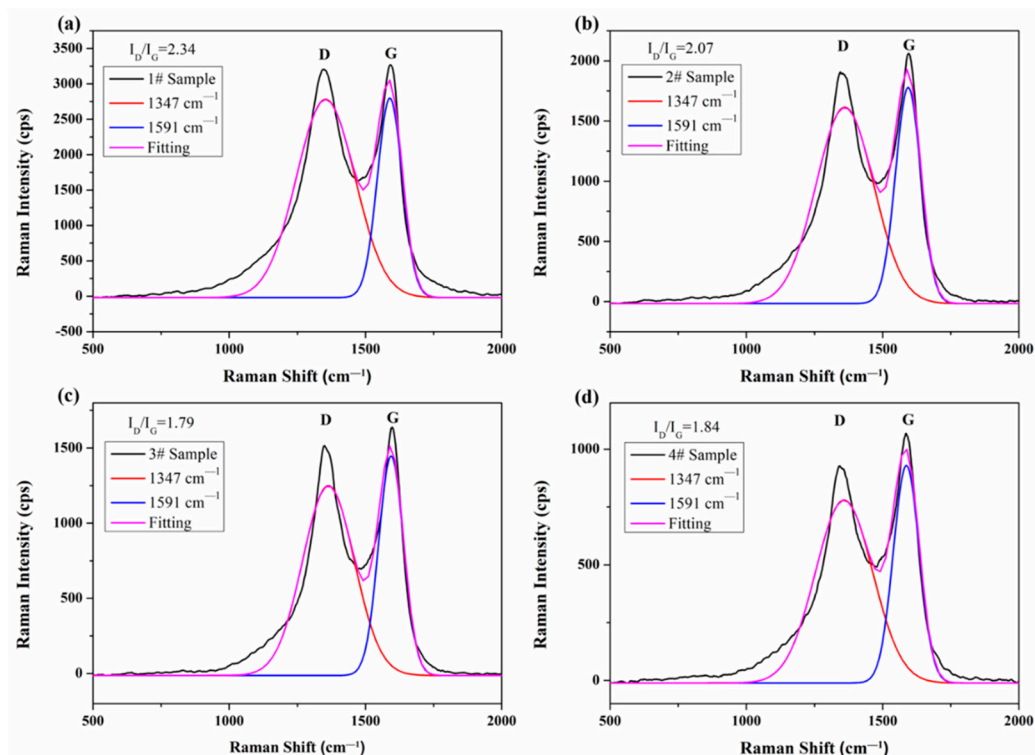 (a)
I_D/I_G=2.34
D
G
1# Sample
1347 cm⁻¹
1591 cm⁻¹
Fitting
3500
3000
2500
2000
1500
1000
500
0
-500
500
1000
1500
2000
Raman Intensity (cps)
Raman Shift (cm⁻¹)
(b)
I_D/I_G=2.07
D
G
2# Sample
1347 cm⁻¹
1591 cm⁻¹
Fitting
2000
1500
1000
500
0
500
1000
1500
2000
Raman Intensity (cps)
Raman Shift (cm⁻¹)
(c)
I_D/I_G=1.79
D
G
3# Sample
1347 cm⁻¹
1591 cm⁻¹
Fitting
1500
1000
500
0
500
1000
1500
2000
Raman Intensity (cps)
Raman Shift (cm⁻¹)
(d)
I_D/I_G=1.84
D
G
4# Sample
1347 cm⁻¹
1591 cm⁻¹
Fitting
1000
500
0
500
1000
1500
2000
Raman Intensity (cps)
Raman Shift (cm⁻¹)